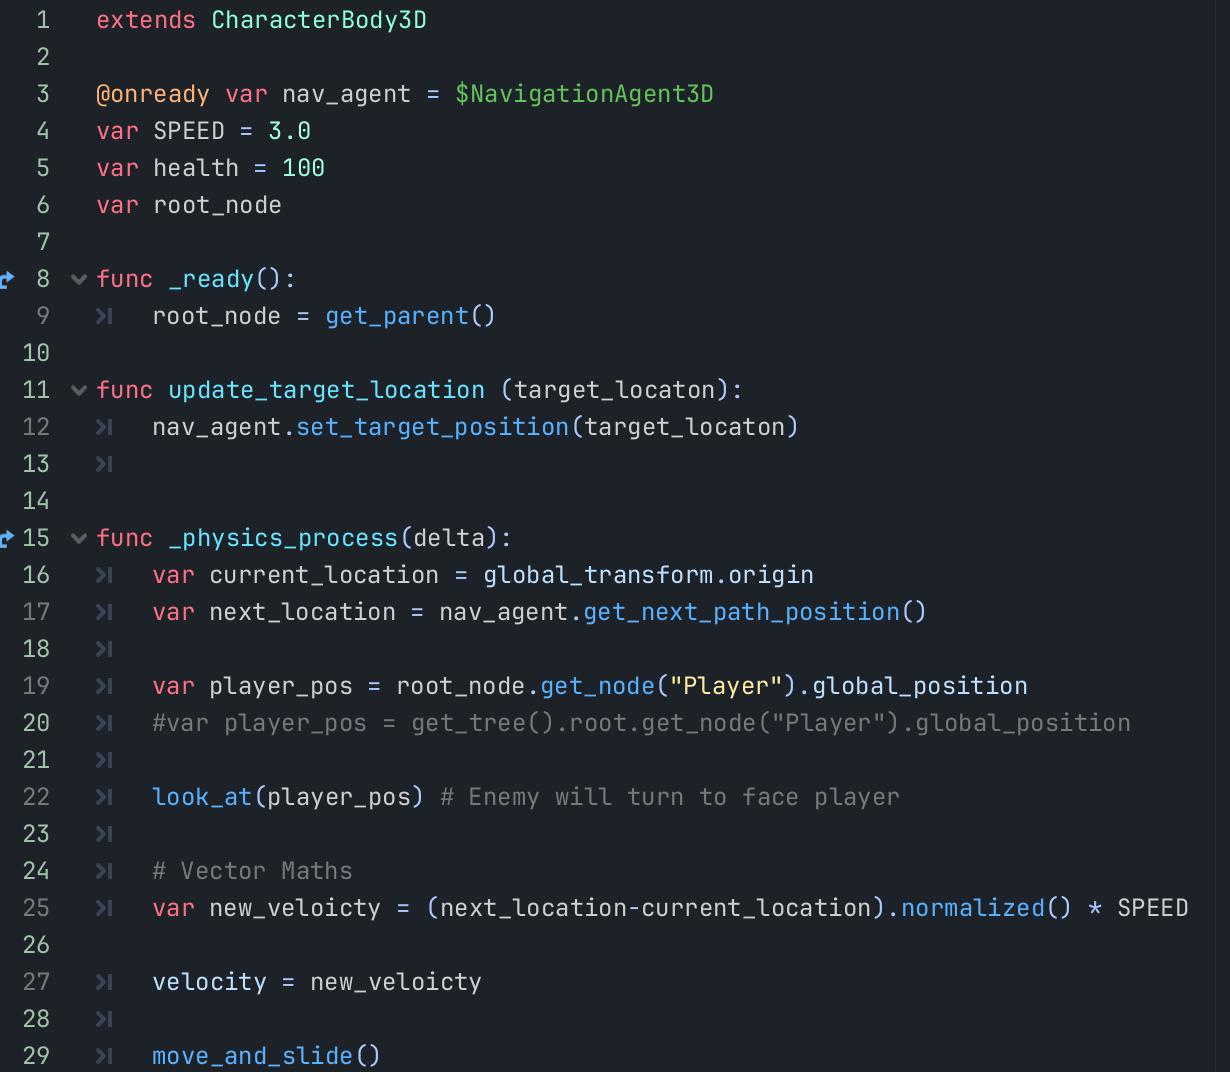 1 extends CharacterBody3D
2
3 @onready var nav_agent = $NavigationAgent3D
4 var SPEED = 3.0
5 var health = 100
6 var root_node
7
8 func _ready():
9 root_node = get_parent()
10
11 func update_target_location (target_locaton):
12 nav_agent.set_target_position(target_locaton)
13
14
15 func _physics_process(delta):
16 var current_location = global_transform.origin
17 var next_location = nav_agent.get_next_path_position()
18
19 var player_pos = root_node.get_node("Player").global_position
20 #var player_pos = get_tree().root.get_node("Player").global_position
21
22 look_at(player_pos) # Enemy will turn to face player
23
24 # Vector Maths
25 var new_veloicty = (next_location-current_location).normalized() * SPEED
26
27 velocity = new_veloicty
28
29 move_and_slide()